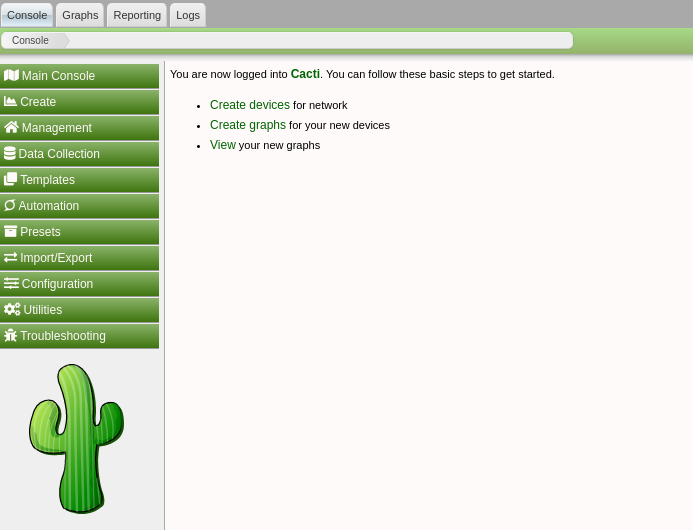 Console Graphs Reporting Logs
Console
Main Console
Create
Management
Data Collection
Templates
Automation
Presets
Import/Export
Configuration
Utilities
Troubleshooting
You are now logged into Cacti. You can follow these basic steps to get started.
• Create devices for network
• Create graphs for your new devices
• View your new graphs